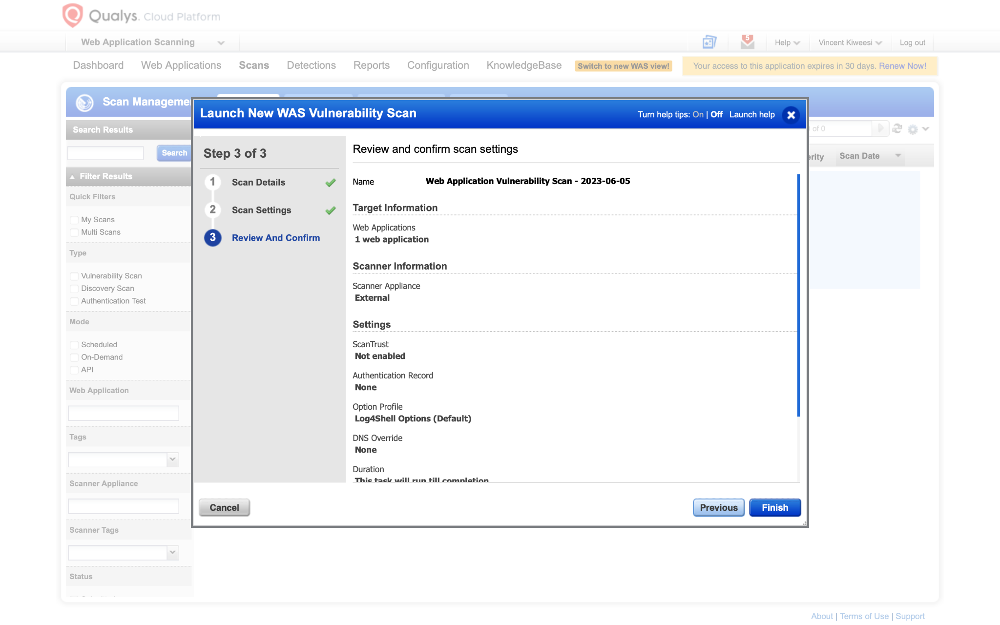 Qualys. Cloud Platform
Web Application Scanning
5
Help
Vincent Kiweesi
Log out
Dashboard
Web Applications
Scans
Detections
Reports
Configuration
KnowledgeBase
Switch to new WAS view!
Your access to this application expires in 30 days. Renew Now!
Scan Manageme
Search Results
Search
Filter Results
Quick Filters
My Scans
Multi Scans
Type
Vulnerability Scan
Discovery Scan
Authentication Test
Mode
Scheduled
On-Demand
API
Web Application
Tags
Scanner Appliance
Scanner Tags
Status
Launch New WAS Vulnerability Scan
Turn help tips: On | Off Launch help
Step 3 of 3
1 Scan Details
2 Scan Settings
3 Review And Confirm
Review and confirm scan settings
Name Web Application Vulnerability Scan - 2023-06-05
Target Information
Web Applications
1 web application
Scanner Information
Scanner Appliance
External
Settings
ScanTrust
Not enabled
Authentication Record
None
Option Profile
Log4Shell Options (Default)
DNS Override
None
Duration
This task will run till completion
Cancel
Previous
Finish
of 0
erity
Scan Date
About | Terms of Use | Support